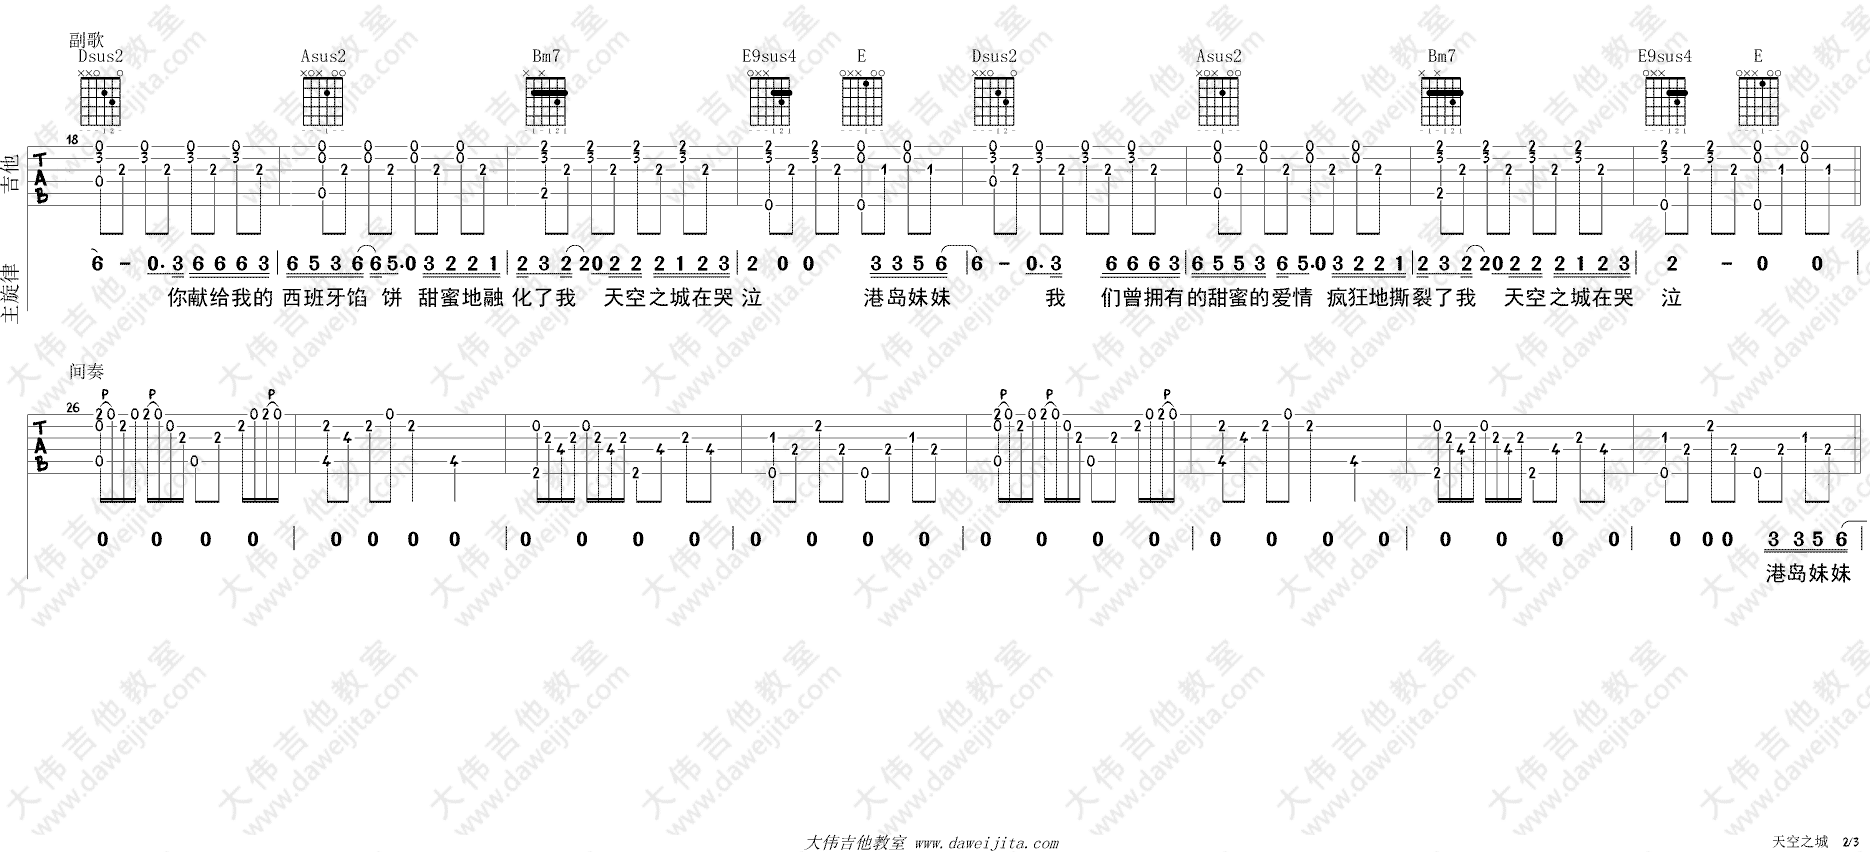 副歌
Dsus2 Asus2 Bm7 E9sus4 E Dsus2 Asus2 Bm7 E9sus4 E
18
吉他
TAB
主旋律
6 - 0. 3 6 6 6 3 | 6 5 3 6 6 5. 0 3 2 2 1 | 2 3 2 2 0 2 2 2 1 2 3 | 2 0 0 3 3 5 6 | 6 - 0. 3 6 6 6 3 | 6 5 5 3 6 5. 0 3 2 2 1 | 2 3 2 2 0 2 2 2 1 2 3 | 2 - 0 0 |
你献给我的 西班牙馅 饼 甜蜜地融 化了我 天空之城在哭 泣 港岛妹妹 我 们曾拥有的甜蜜的爱情 疯狂地撕裂了我 天空之城在哭 泣
间奏
26
P P P P P P
TAB
0 0 0 0 | 0 0 0 0 | 0 0 0 0 | 0 0 0 0 | 0 0 0 0 | 0 0 0 0 | 0 0 0 0 | 0 0 0 3 3 5 6 |
港岛妹妹
大伟吉他教室 www.daweijita.com
天空之城 2/3